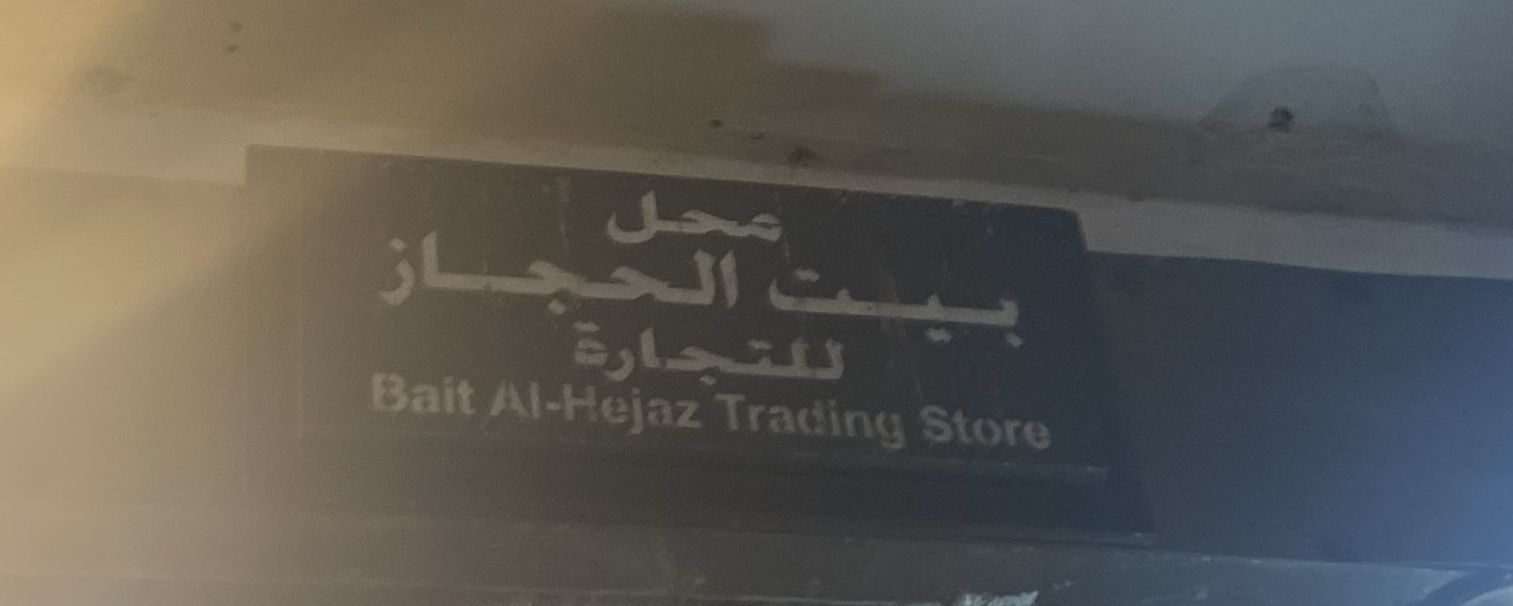 محل
بيت الحجاز
للتجارة
Bait Al-Hejaz Trading Store